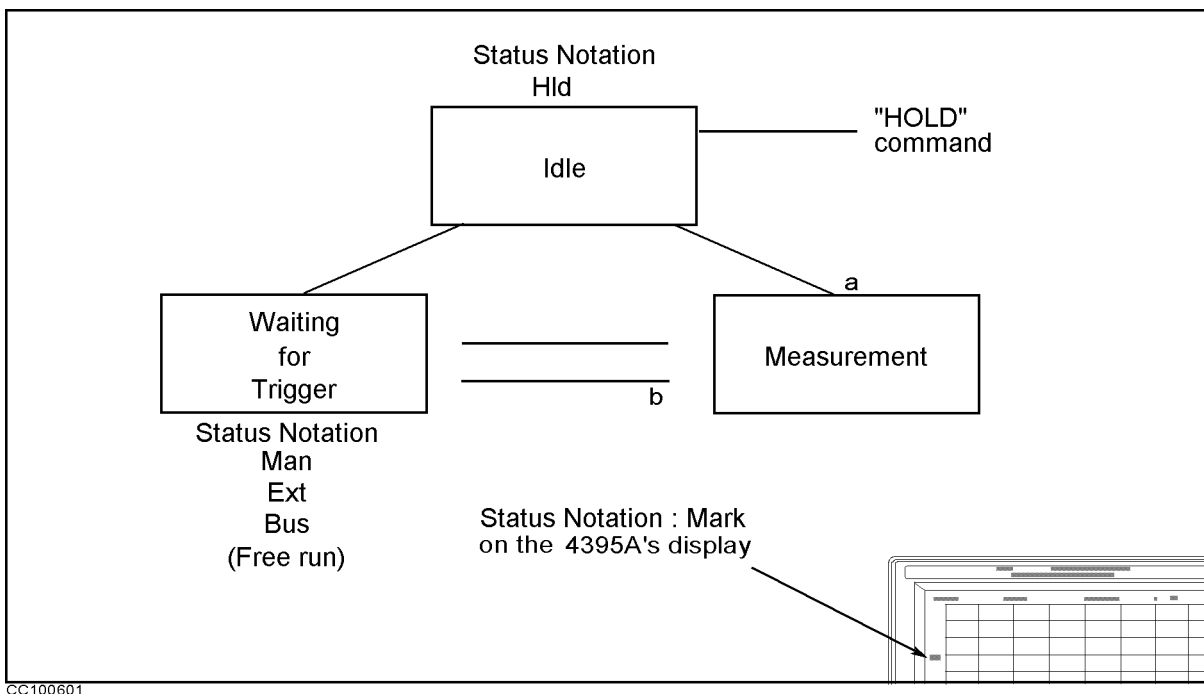 Status Notation
Hld
Idle
"HOLD"
command
a
Waiting
for
Trigger
Measurement
b
Status Notation
Man
Ext
Bus
(Free run)
Status Notation : Mark
on the 4395A's display
CC100601